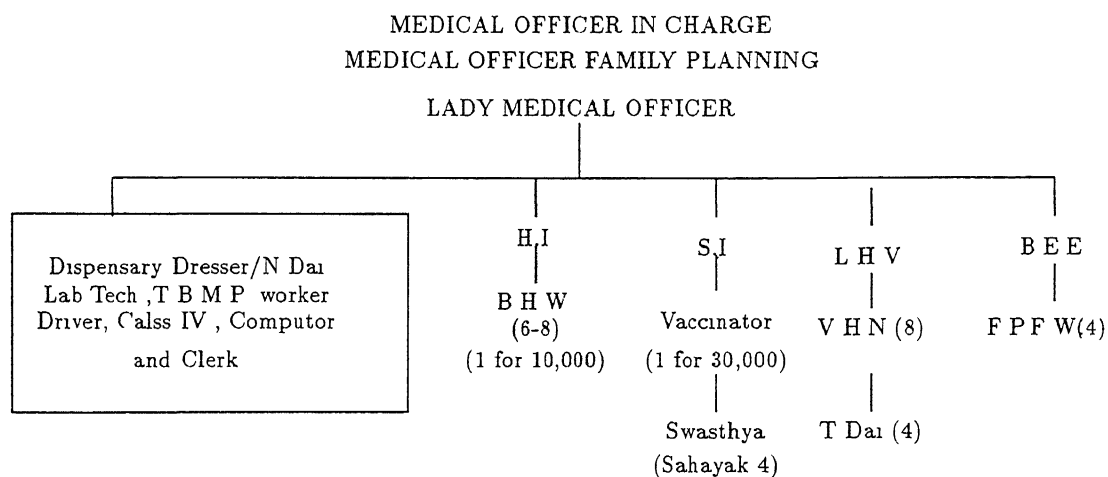 MEDICAL OFFICER IN CHARGE
MEDICAL OFFICER FAMILY PLANNING
LADY MEDICAL OFFICER
Dispensary Dresser/N Dai
Lab Tech ,T B M P worker
Driver, Calss IV , Computor
and Clerk
H.I
B H W
(6-8)
(1 for 10,000)
S.I
Vaccinator
(1 for 30,000)
Swasthya
(Sahayak 4)
L H V
V H N (8)
T Dai (4)
B E E
F P F W(4)